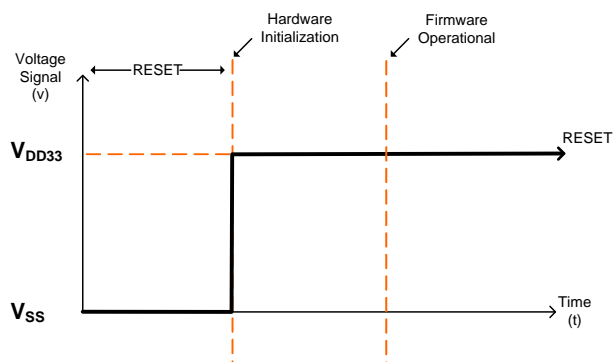 Hardware
Initialization
Firmware
Operational
Voltage
Signal
(v)
RESET
VDD33
RESET
VSS
Time
(t)